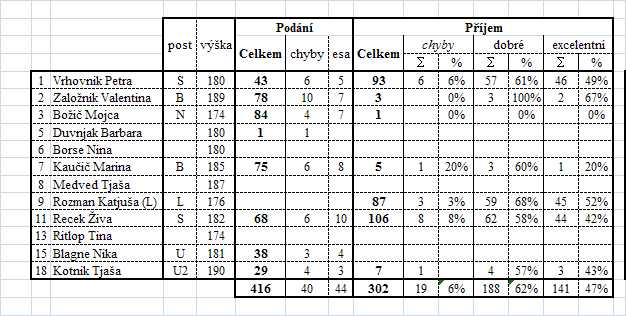 Podání Příjem
post výška Celkem chyby esa Celkem chyby dobré excelentní
Σ % Σ % Σ %
1 Vrhovnik Petra S 180 43 6 5 93 6 6% 57 61% 46 49%
2 Založnik Valentina B 189 78 10 7 3 0% 3 100% 2 67%
3 Božič Mojca N 174 84 4 7 1 0% 0% 0%
5 Duvnjak Barbara 180 1 1
6 Borse Nina 180
7 Kaučič Marina B 185 75 6 8 5 1 20% 3 60% 1 20%
8 Medved Tjaša 187
9 Rozman Katjuša (L) L 176 87 3 3% 59 68% 45 52%
11 Recek Živa S 182 68 6 10 106 8 8% 62 58% 44 42%
13 Ritlop Tina 174
15 Blagne Nika U 181 38 3 4
18 Kotnik Tjaša U2 190 29 4 3 7 1 4 57% 3 43%
416 40 44 302 19 6% 188 62% 141 47%